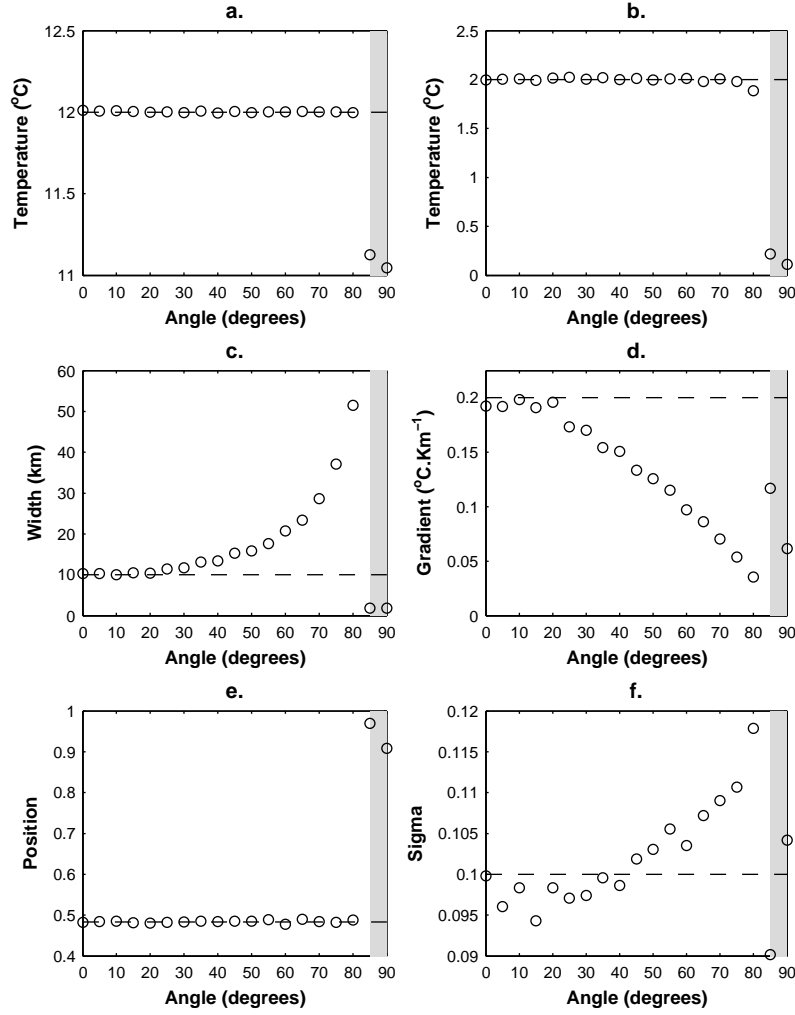 a.
12.5
12
11.5
11
Temperature (°C)
0 10 20 30 40 50 60 70 80 90
Angle (degrees)
b.
2.5
2
1.5
1
0.5
0
Temperature (°C)
0 10 20 30 40 50 60 70 80 90
Angle (degrees)
c.
60
50
40
30
20
10
0
Width (km)
0 10 20 30 40 50 60 70 80 90
Angle (degrees)
d.
0.2
0.15
0.1
0.05
0
Gradient (°C.Km⁻¹)
0 10 20 30 40 50 60 70 80 90
Angle (degrees)
e.
1
0.9
0.8
0.7
0.6
0.5
0.4
Position
0 10 20 30 40 50 60 70 80 90
Angle (degrees)
f.
0.12
0.115
0.11
0.105
0.1
0.095
0.09
Sigma
0 10 20 30 40 50 60 70 80 90
Angle (degrees)